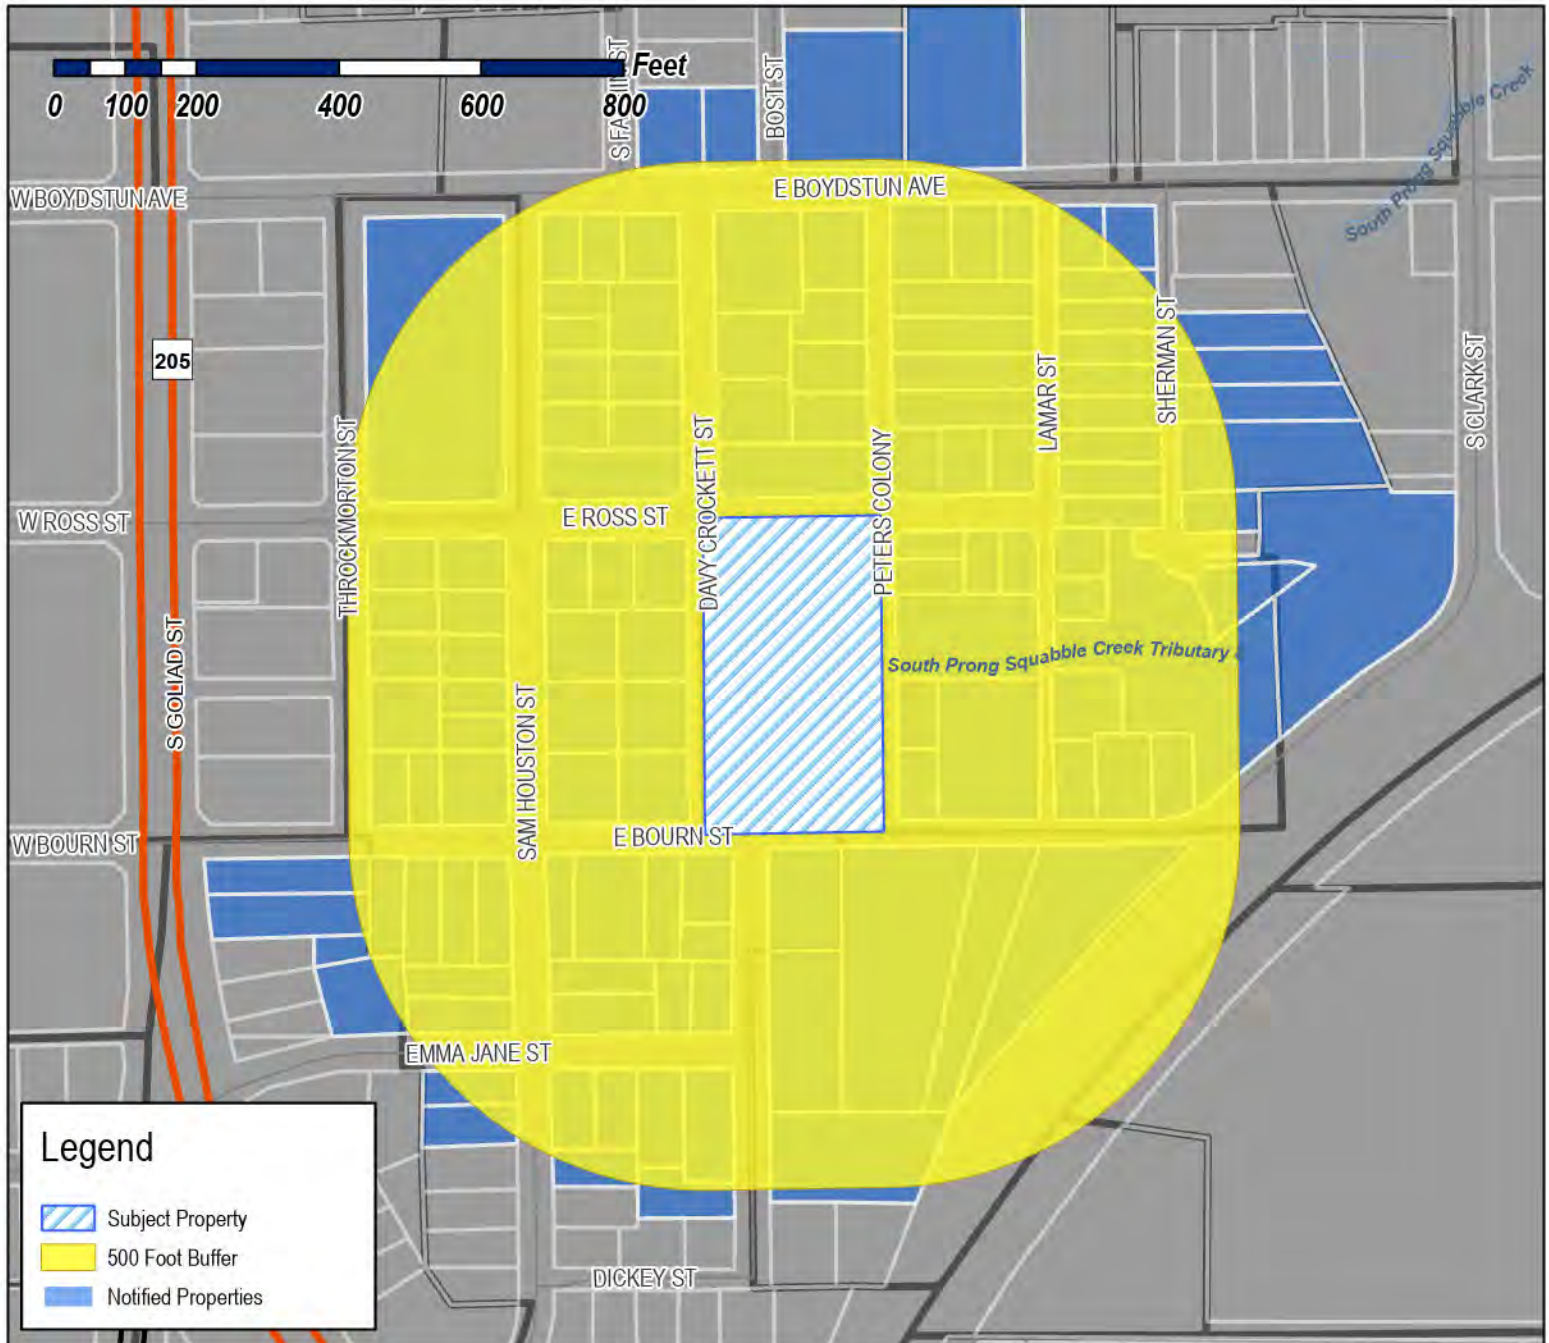 Feet
0 100 200 400 600 800
BOST ST
South Prong Squabble Creek
W BOYDSTUN AVE
E BOYDSTUN AVE
205
SHERMAN ST
S CLARK ST
LAMAR ST
THROCKMORTON ST
DAVY CROCKETT ST
PETERS COLONY
W ROSS ST
E ROSS ST
S GOLIAD ST
South Prong Squabble Creek Tributary
SAM HOUSTON ST
W BOURN ST
E BOURN ST
EMMA JANE ST
Legend
Subject Property
500 Foot Buffer
Notified Properties
DICKEY ST